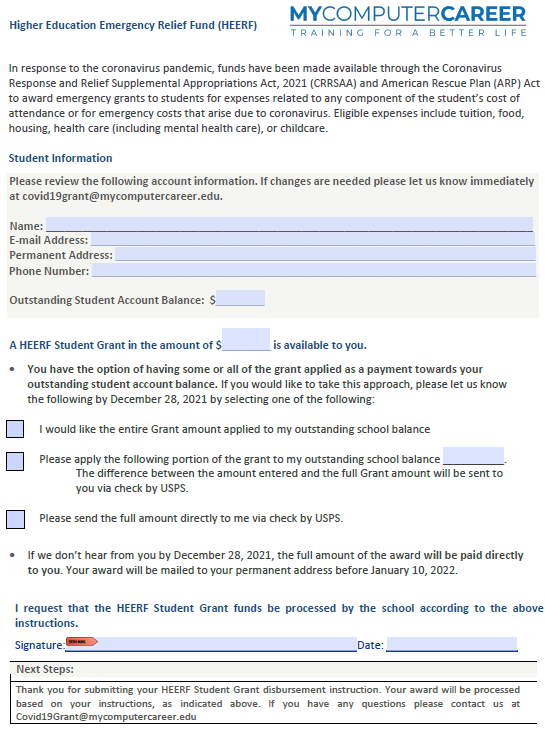 Higher Education Emergency Relief Fund (HEERF)
MYCOMPUTERCAREER
TRAINING FOR A BETTER LIFE
In response to the coronavirus pandemic, funds have been made available through the Coronavirus
Response and Relief Supplemental Appropriations Act, 2021 (CRRSAA) and American Rescue Plan (ARP) Act
to award emergency grants to students for expenses related to any component of the student's cost of
attendance or for emergency costs that arise due to coronavirus. Eligible expenses include tuition, food,
housing, health care (including mental health care), or childcare.
Student Information
Please review the following account information. If changes are needed please let us know immediately
at covid19grant@mycomputercareer.edu.
Name:
E-mail Address:
Permanent Address:
Phone Number:
Outstanding Student Account Balance: $
A HEERF Student Grant in the amount of $ is available to you.
• You have the option of having some or all of the grant applied as a payment towards your
outstanding student account balance. If you would like to take this approach, please let us know
the following by December 28, 2021 by selecting one of the following:
I would like the entire Grant amount applied to my outstanding school balance
Please apply the following portion of the grant to my outstanding school balance .
The difference between the amount entered and the full Grant amount will be sent to
you via check by USPS.
Please send the full amount directly to me via check by USPS.
• If we don't hear from you by December 28, 2021, the full amount of the award will be paid directly
to you. Your award will be mailed to your permanent address before January 10, 2022.
I request that the HEERF Student Grant funds be processed by the school according to the above
instructions.
Signature: Date:
Next Steps:
Thank you for submitting your HEERF Student Grant disbursement instruction. Your award will be processed
based on your instructions, as indicated above. If you have any questions please contact us at
Covid19Grant@mycomputercareer.edu